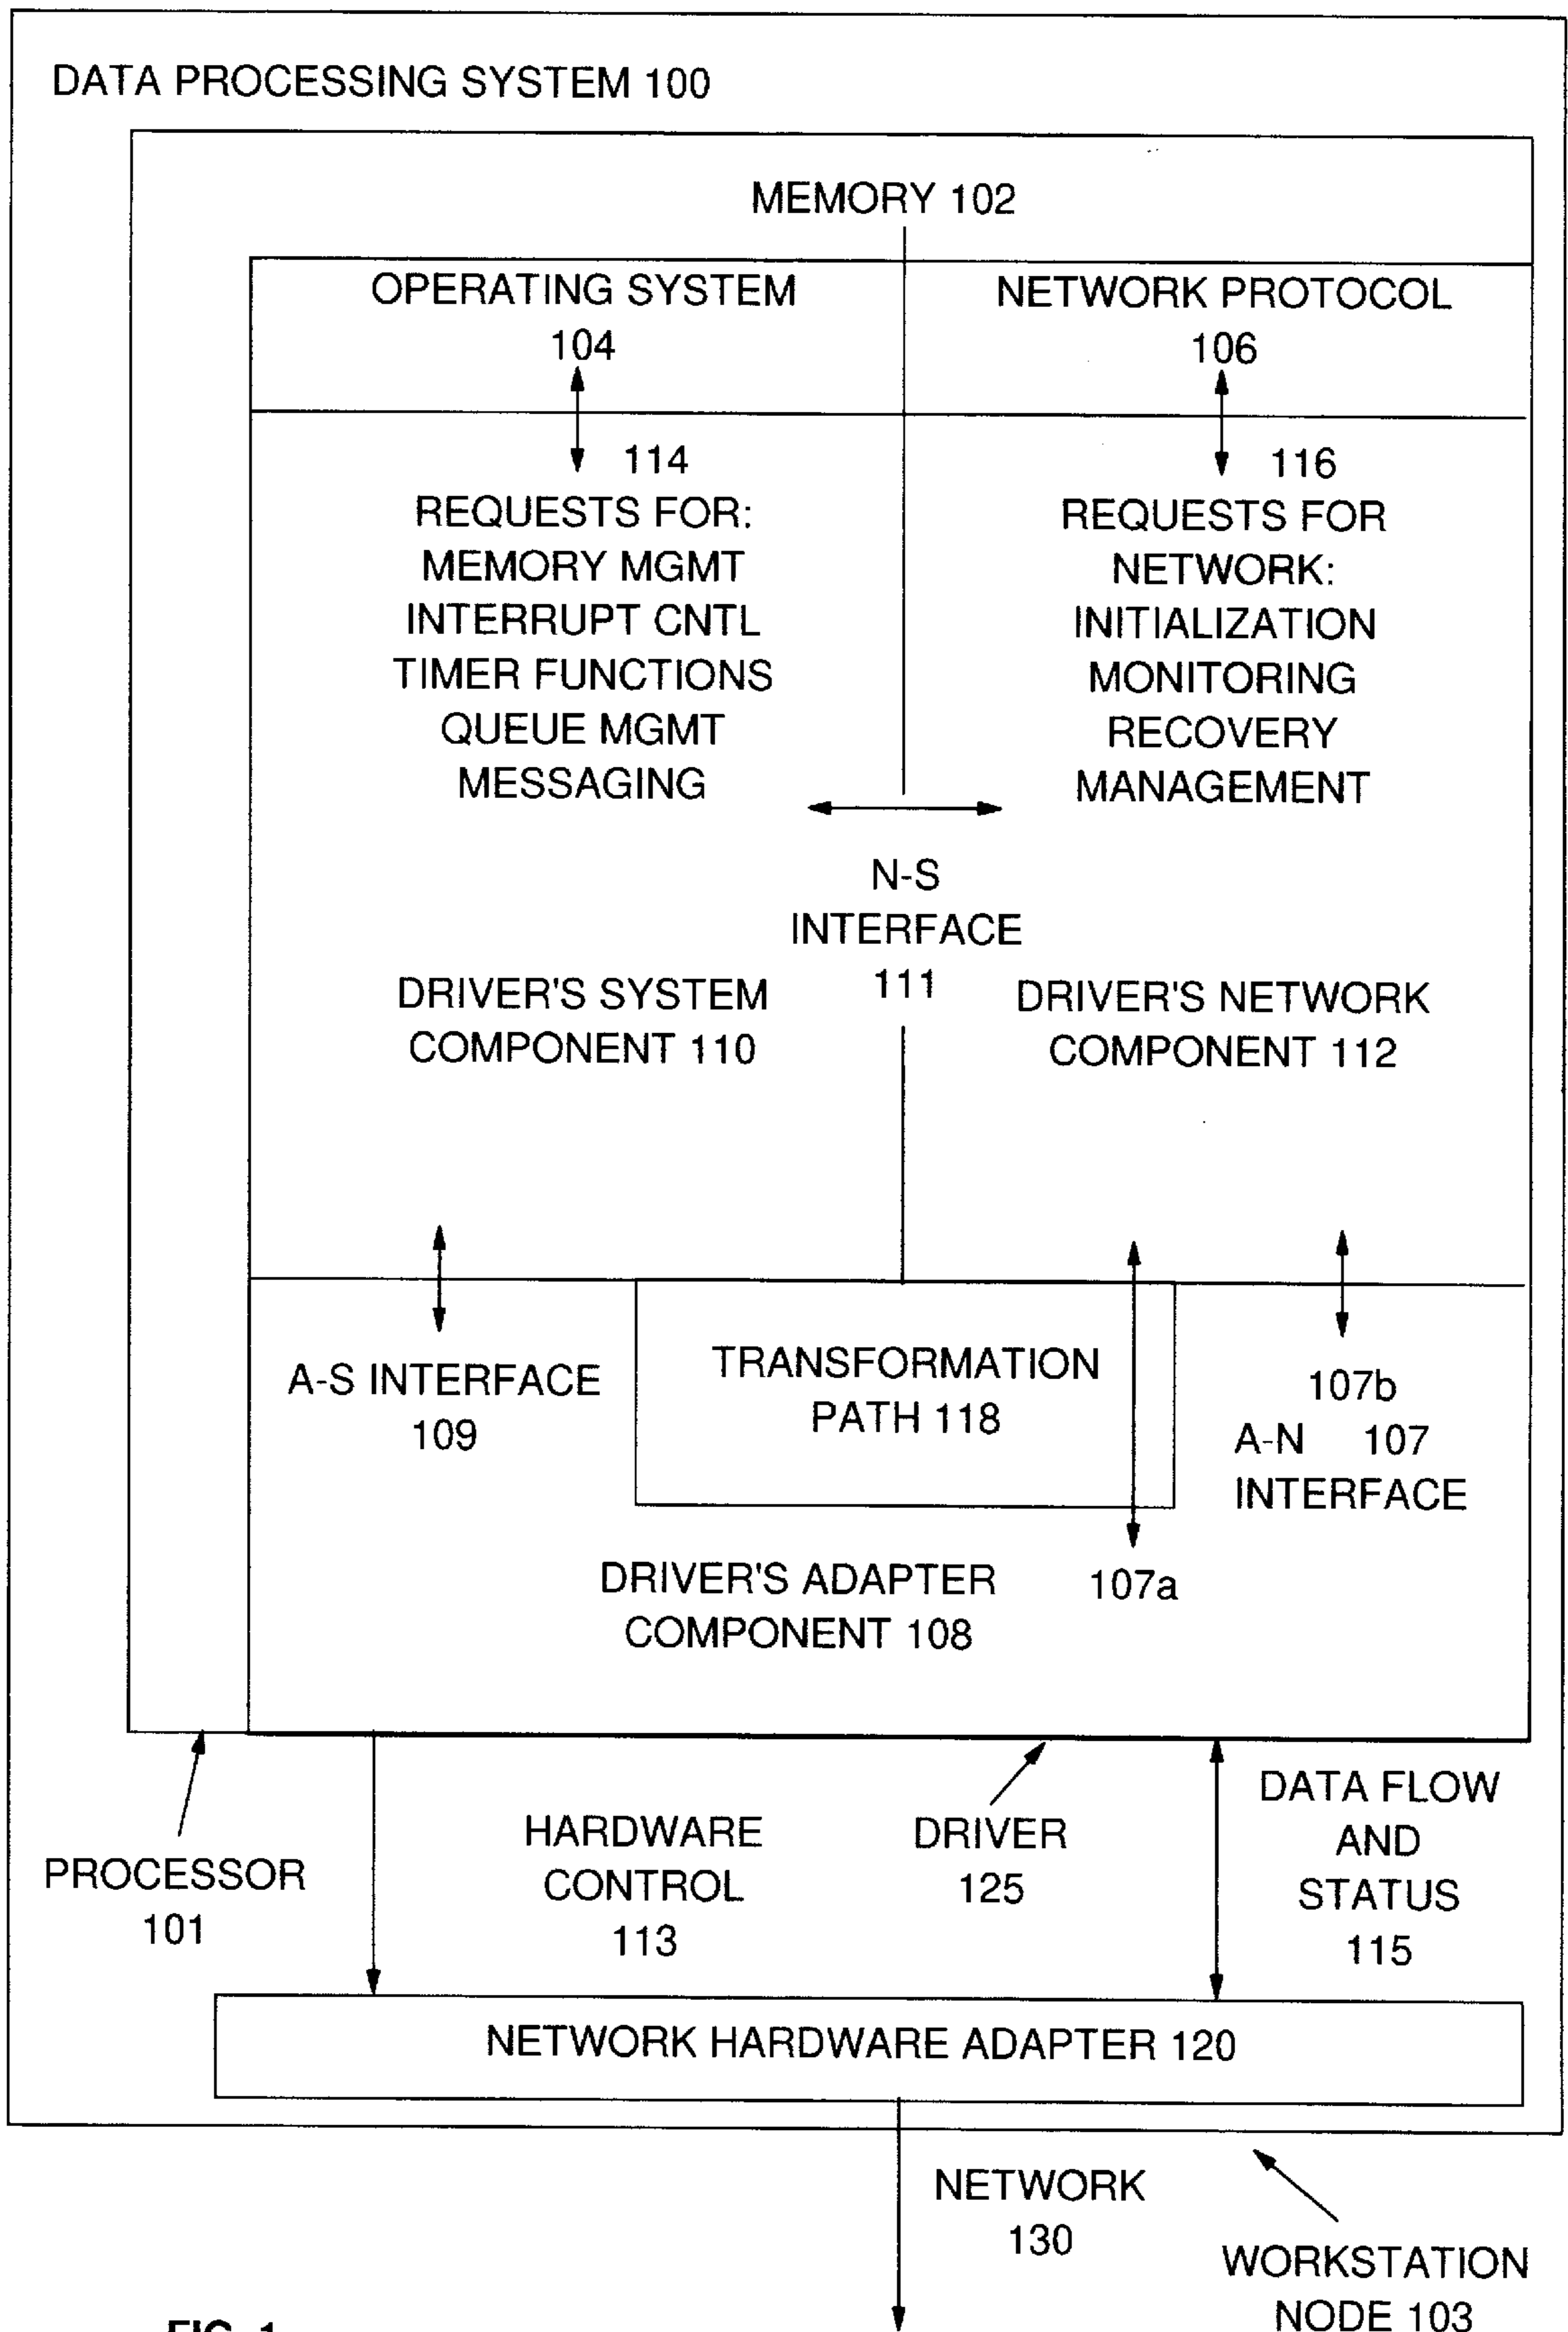 DATA PROCESSING SYSTEM 100
MEMORY 102
OPERATING SYSTEM
104
NETWORK PROTOCOL
106
114
REQUESTS FOR:
MEMORY MGMT
INTERRUPT CNTL
TIMER FUNCTIONS
QUEUE MGMT
MESSAGING
116
REQUESTS FOR
NETWORK:
INITIALIZATION
MONITORING
RECOVERY
MANAGEMENT
N-S
INTERFACE
111
DRIVER'S SYSTEM
COMPONENT 110
DRIVER'S NETWORK
COMPONENT 112
A-S INTERFACE
109
TRANSFORMATION
PATH 118
107b
A-N 107
INTERFACE
DRIVER'S ADAPTER
COMPONENT 108
107a
PROCESSOR
101
HARDWARE
CONTROL
113
DRIVER
125
DATA FLOW
AND
STATUS
115
NETWORK HARDWARE ADAPTER 120
NETWORK
130
WORKSTATION
NODE 103
FIG. 1